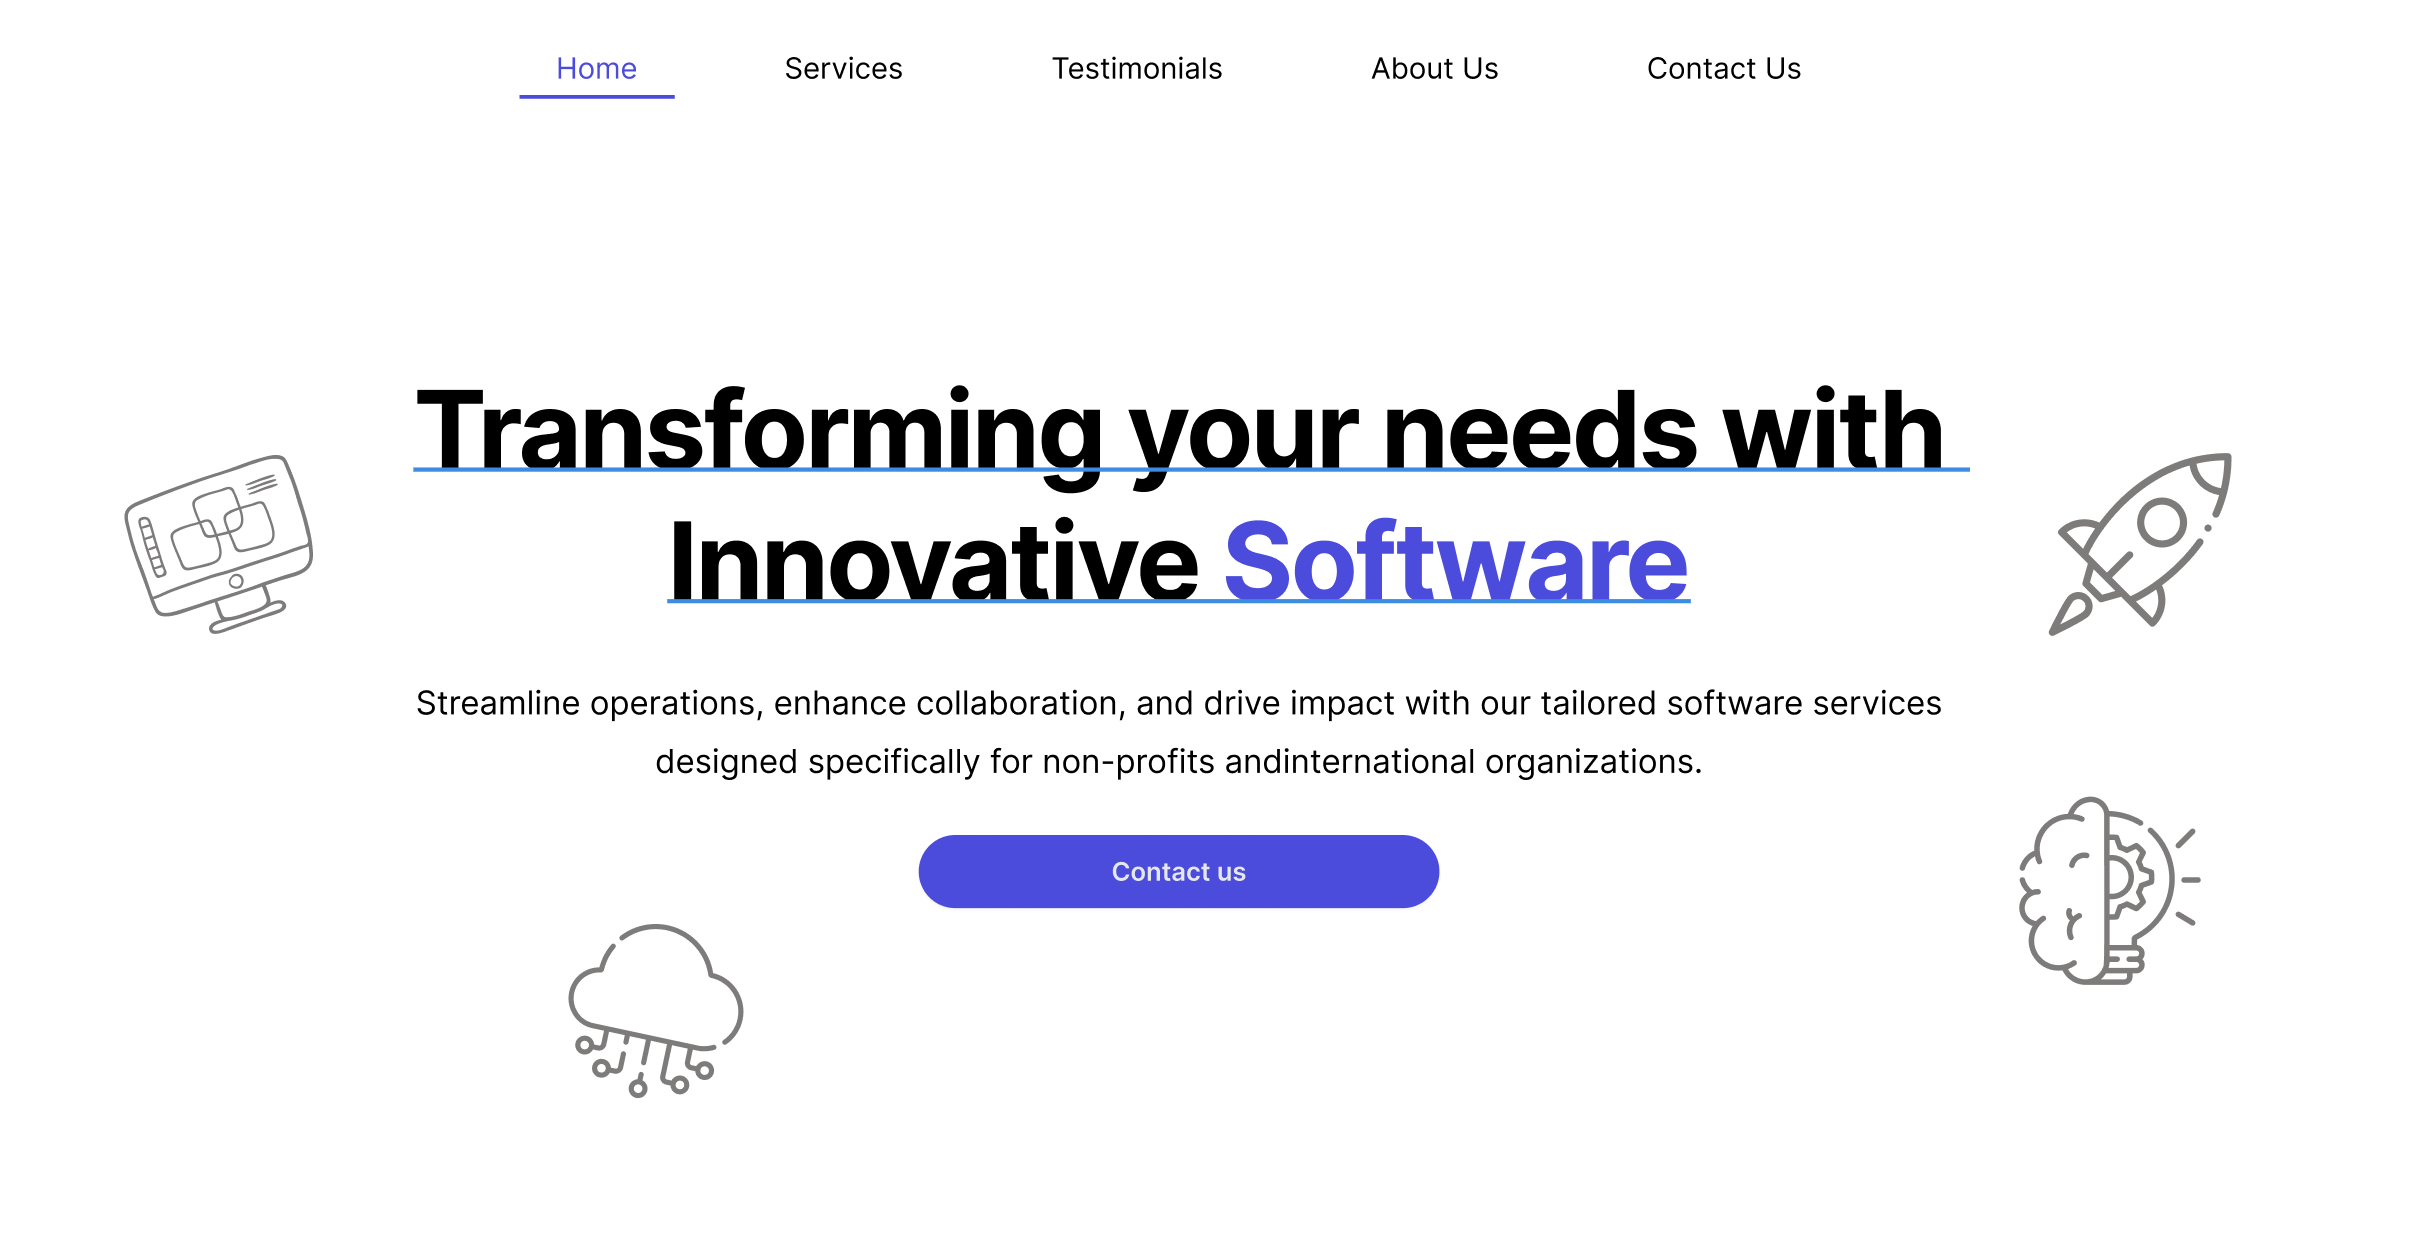 Home Services Testimonials About Us Contact Us
Transforming your needs with
Innovative Software
Streamline operations, enhance collaboration, and drive impact with our tailored software services
designed specifically for non-profits andinternational organizations.
Contact us